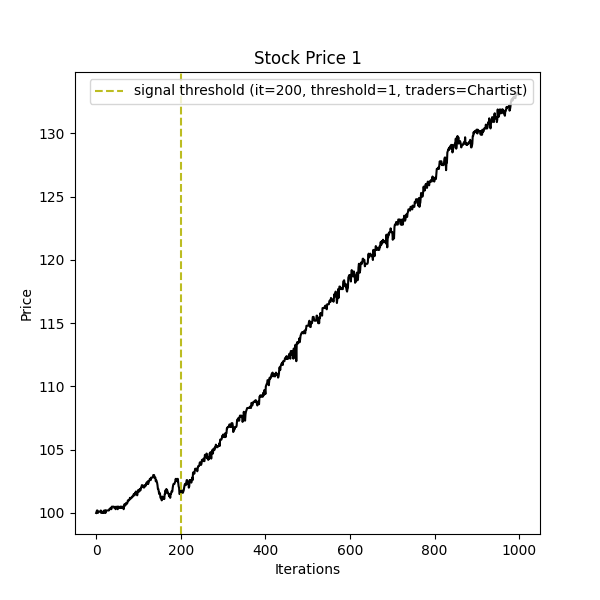 Stock Price 1
signal threshold (it=200, threshold=1, traders=Chartist)
130
125
120
115
110
105
100
Price
0 200 400 600 800 1000
Iterations